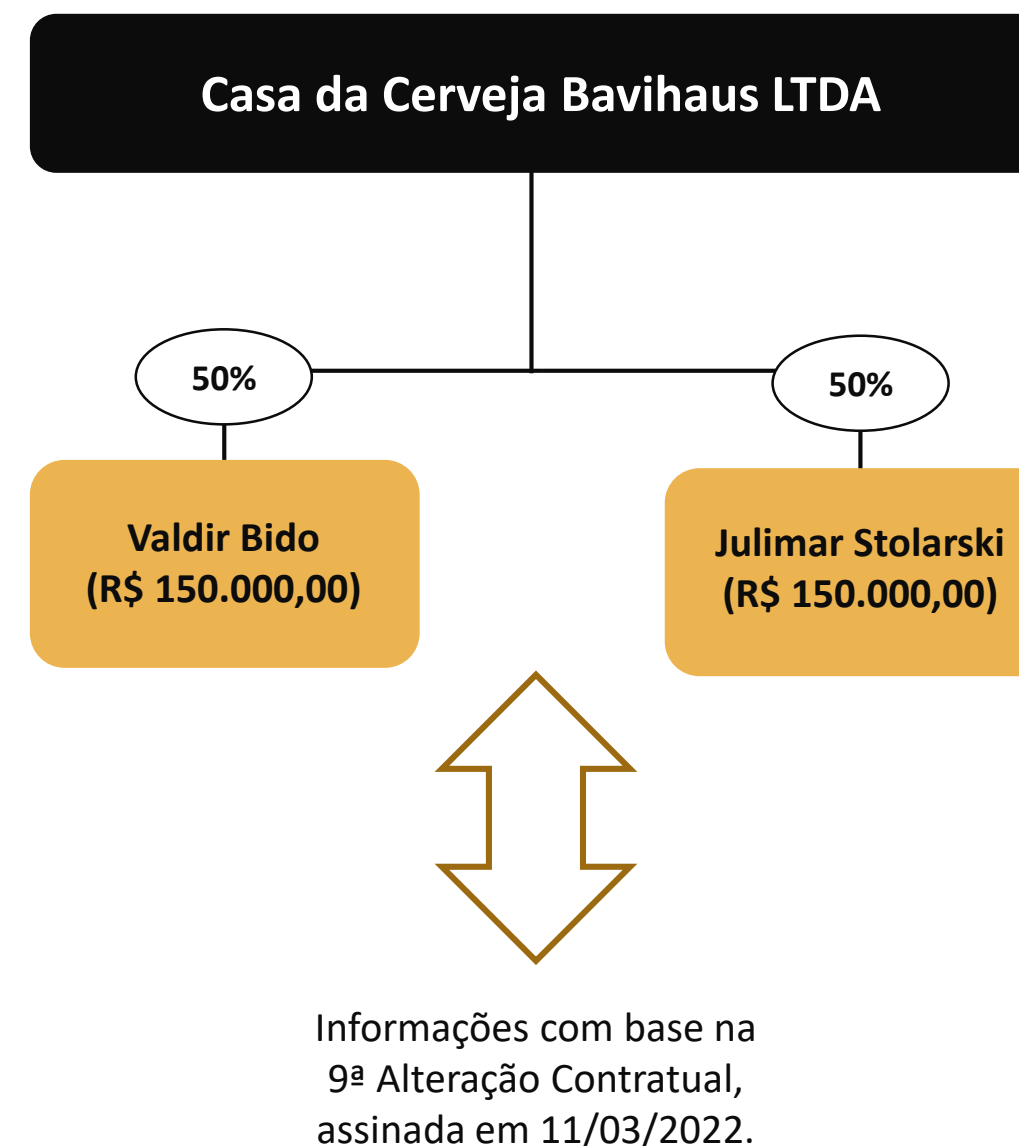 Casa da Cerveja Bavihaus LTDA
50%
50%
Valdir Bido
(R$ 150.000,00)
Julimar Stolarski
(R$ 150.000,00)
Informações com base na
9ª Alteração Contratual,
assinada em 11/03/2022.